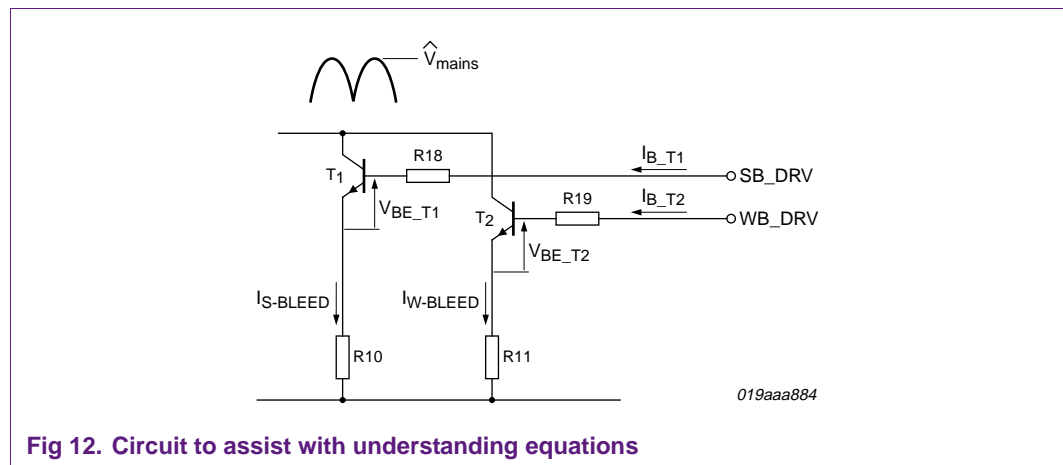 V̂mains
R18
IB_T1
SB_DRV
T1
VBE_T1
R19
IB_T2
WB_DRV
T2
VBE_T2
IS-BLEED
IW-BLEED
R10
R11
019aaa884
Fig 12. Circuit to assist with understanding equations